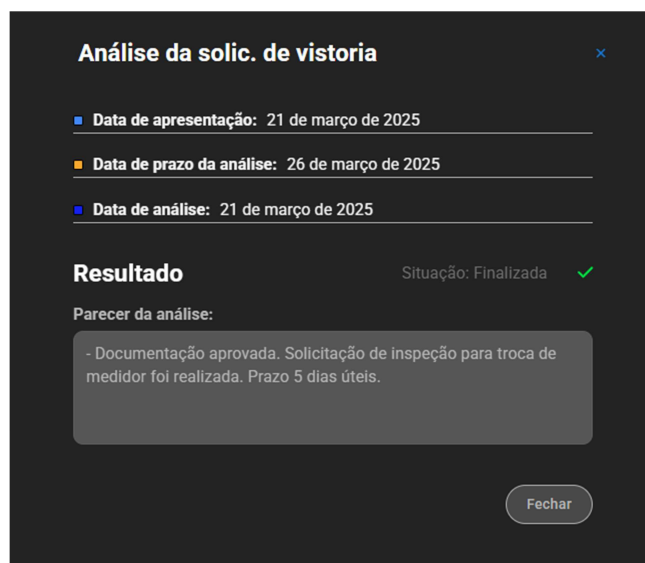 Análise da solic. de vistoria
×
Data de apresentação: 21 de março de 2025
Data de prazo da análise: 26 de março de 2025
Data de análise: 21 de março de 2025
Resultado
Situação: Finalizada
Parecer da análise:
- Documentação aprovada. Solicitação de inspeção para troca de
medidor foi realizada. Prazo 5 dias úteis.
Fechar